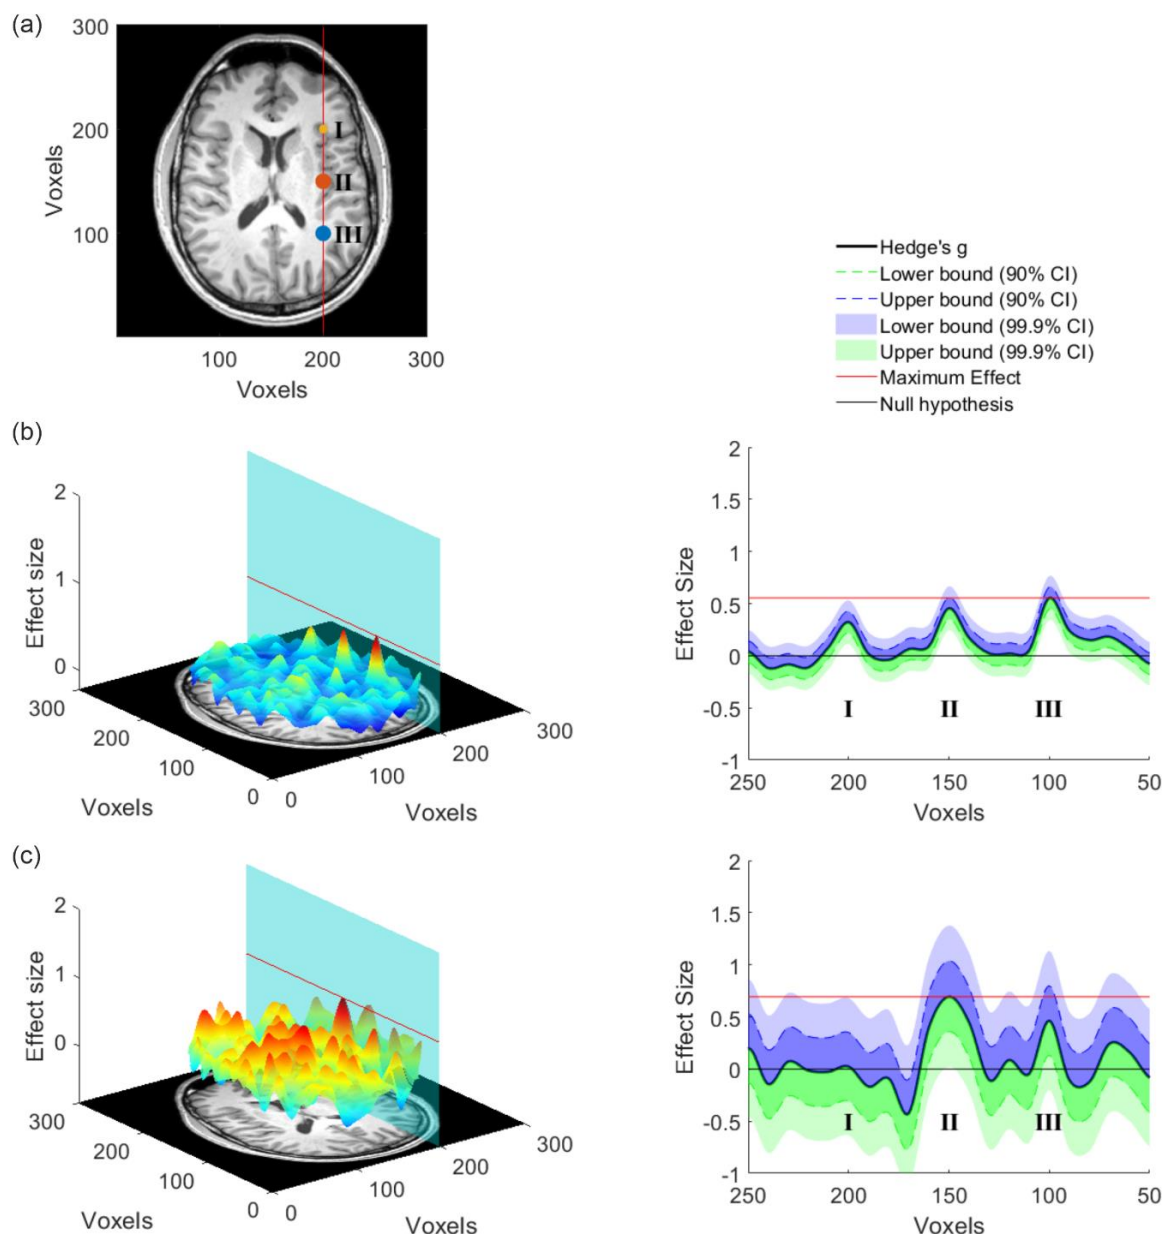 (a)
300
200
100
Voxels
I
II
III
100
200
300
Voxels
Hedge's g
Lower bound (90% CI)
Upper bound (90% CI)
Lower bound (99.9% CI)
Upper bound (99.9% CI)
Maximum Effect
Null hypothesis
(b)
2
1
0
Effect size
300
200
100
0
Voxels
0
100
200
300
Voxels
2
1.5
1
0.5
0
-0.5
-1
Effect Size
I
II
III
250
200
150
100
50
Voxels
(c)
2
1
0
Effect size
300
200
100
0
Voxels
0
100
200
300
Voxels
2
1.5
1
0.5
0
-0.5
-1
Effect Size
I
II
III
250
200
150
100
50
Voxels